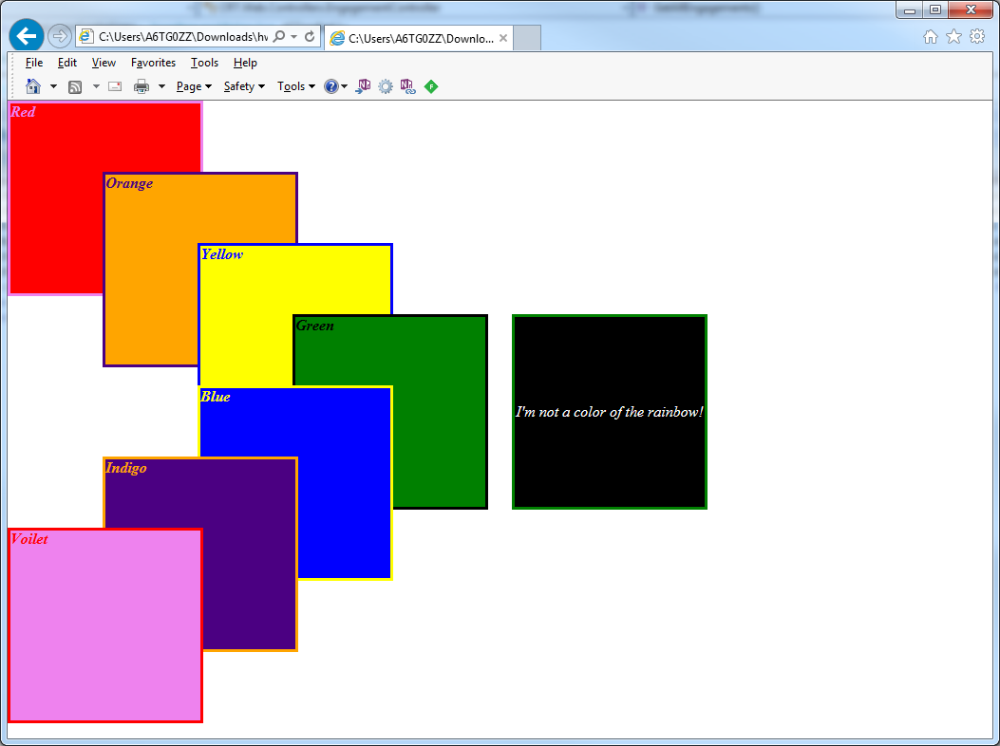 C:\Users\A6TG0ZZ\Downloads\hv
C:\Users\A6TG0ZZ\Downlo...
File Edit View Favorites Tools Help
Page Safety Tools
Red
Orange
Yellow
Green
Blue
I'm not a color of the rainbow!
Indigo
Voilet